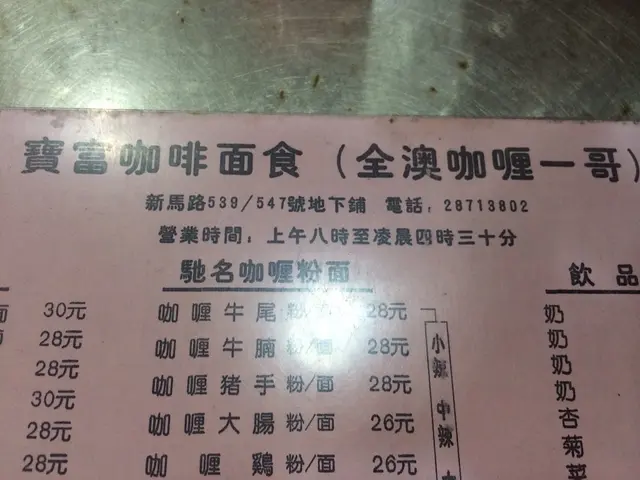 寶富咖啡面食（全澳咖喱一哥）
新馬路539/547號地下鋪 電話：28713802
營業時間：上午八時至凌晨四時三十分
馳名咖喱粉面
飲品
面 30元
28元
28元
30元
28元
28元
咖喱牛尾粉 28元
咖喱牛腩粉/面 28元
咖喱猪手粉/面 28元
咖喱大腸粉/面 26元
咖喱鷄粉/面 26元
小辣 中辣
奶
奶
奶
奶
杏
菊
菜